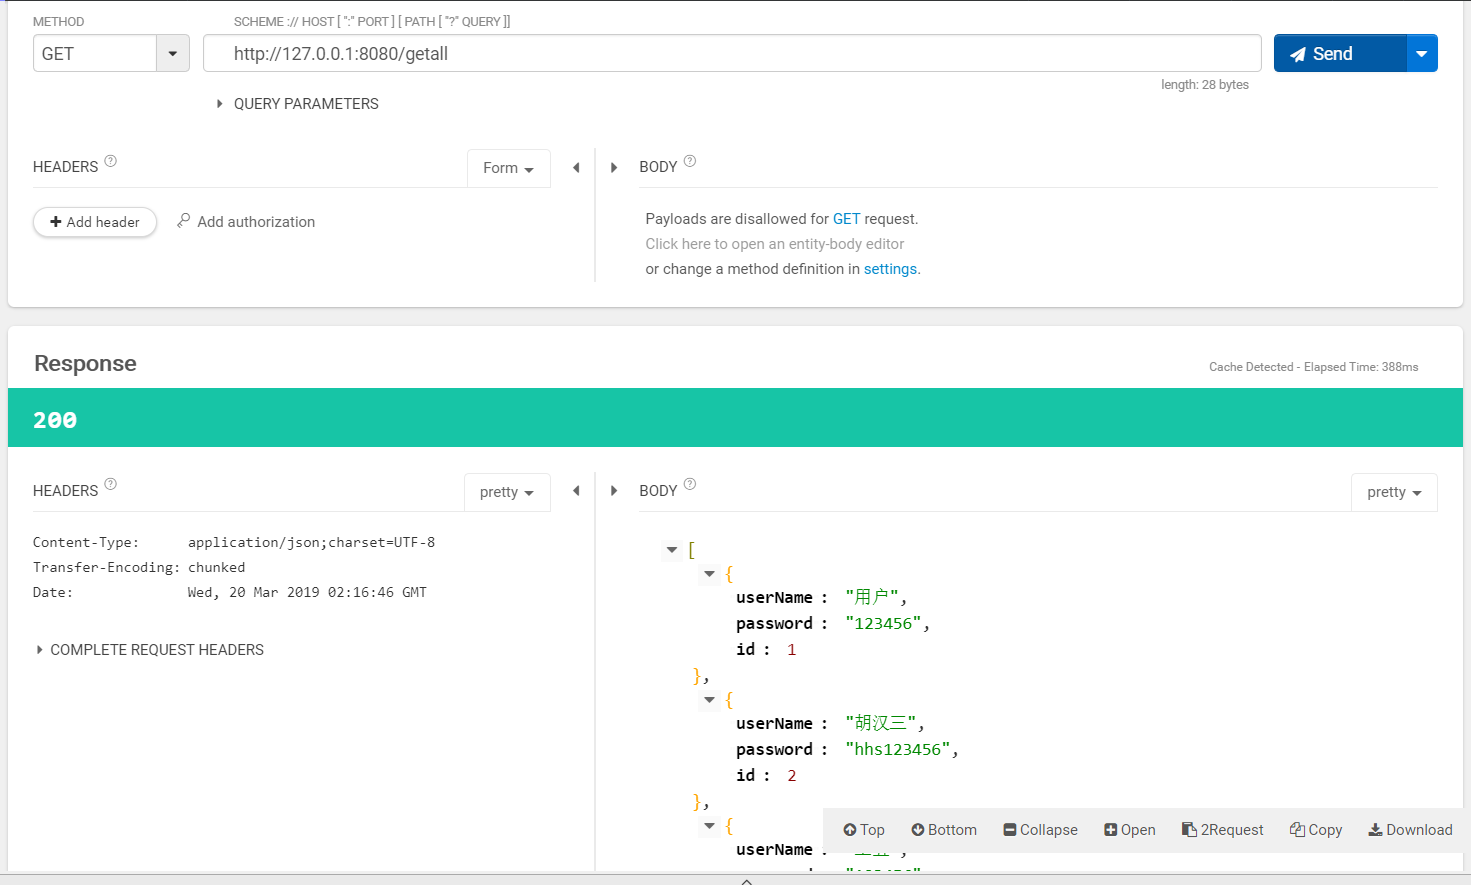 METHOD
SCHEME :// HOST [ ":" PORT ] [ PATH [ "?" QUERY ]]
GET
http://127.0.0.1:8080/getall
Send
length: 28 bytes
QUERY PARAMETERS
HEADERS ?
Form
BODY ?
Add header
Add authorization
Payloads are disallowed for GET request.
Click here to open an entity-body editor
or change a method definition in settings.
Response
Cache Detected - Elapsed Time: 388ms
200
HEADERS ?
pretty
BODY ?
pretty
Content-Type: application/json;charset=UTF-8
Transfer-Encoding: chunked
Date: Wed, 20 Mar 2019 02:16:46 GMT
COMPLETE REQUEST HEADERS
[
{
userName : "用户",
password : "123456",
id : 1
},
{
userName : "胡汉三",
password : "hhs123456",
id : 2
},
{
userName :
Top
Bottom
Collapse
Open
2Request
Copy
Download